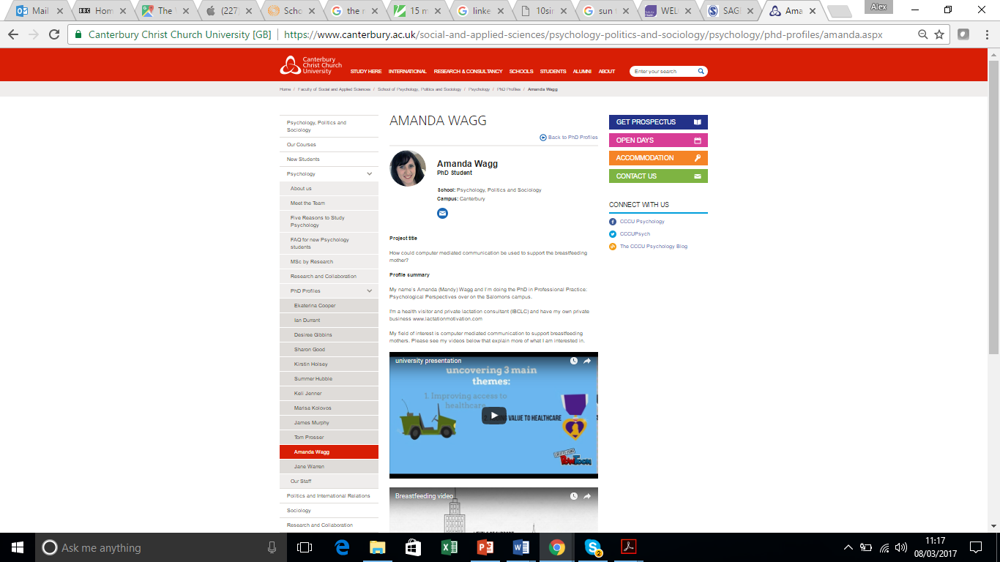 Mail
Hom
The
(227)
Scho
the r
15 m
linke
10sin
sun
WEL
SAG
Ama
Alex
Canterbury Christ Church University [GB]
https://www.canterbury.ac.uk/social-and-applied-sciences/psychology-politics-and-sociology/psychology/phd-profiles/amanda.aspx
Canterbury
Christ Church
University
STUDY HERE INTERNATIONAL RESEARCH & CONSULTANCY SCHOOLS STUDENTS ALUMNI ABOUT
Enter your search
Home / Faculty of Social and Applied Sciences / School of Psychology, Politics and Sociology / Psychology / PhD Profiles / Amanda Wagg
Psychology, Politics and
Sociology
Our Courses
New Students
Psychology
About us
Meet the Team
Five Reasons to Study
Psychology
FAQ for new Psychology
students
MSc by Research
Research and Collaboration
PhD Profiles
Ekaterina Cooper
Ian Durrant
Desiree Gibbins
Sharon Good
Kirstin Holsey
Summer Hubble
Keli Jenner
Marisa Kolovos
James Murphy
Tom Prosser
Amanda Wagg
Jane Warren
Our Staff
Politics and International Relations
Sociology
Research and Collaboration
AMANDA WAGG
Back to PhD Profiles
Amanda Wagg
PhD Student
School: Psychology, Politics and Sociology
Campus: Canterbury
Project title
How could computer mediated communication be used to support the breastfeeding
mother?
Profile summary
My name's Amanda (Mandy) Wagg and I'm doing the PhD in Professional Practice:
Psychological Perspectives over on the Salomons campus.
I'm a health visitor and private lactation consultant (IBCLC) and have my own private
business www.lactationmotivation.com
My field of interest is computer mediated communication to support breastfeeding
mothers. Please see my videos below that explain more of what I am interested in.
university presentation
uncovering 3 main
themes:
1. Improving access to
healthcare
VALUE TO HEALTHCARE
CREATED USING
PowToon
Breastfeeding video
GET PROSPECTUS
OPEN DAYS
ACCOMMODATION
CONTACT US
CONNECT WITH US
CCCU Psychology
CCCUPsych
The CCCU Psychology Blog
Ask me anything
2
11:17
08/03/2017